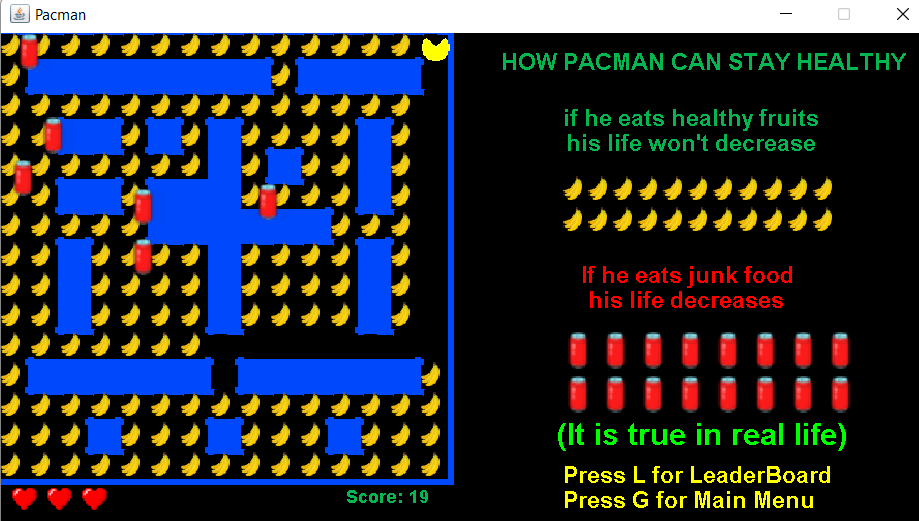 Pacman
HOW PACMAN CAN STAY HEALTHY
if he eats healthy fruits
his life won't decrease
If he eats junk food
his life decreases
(It is true in real life)
Press L for LeaderBoard
Press G for Main Menu
Score: 19